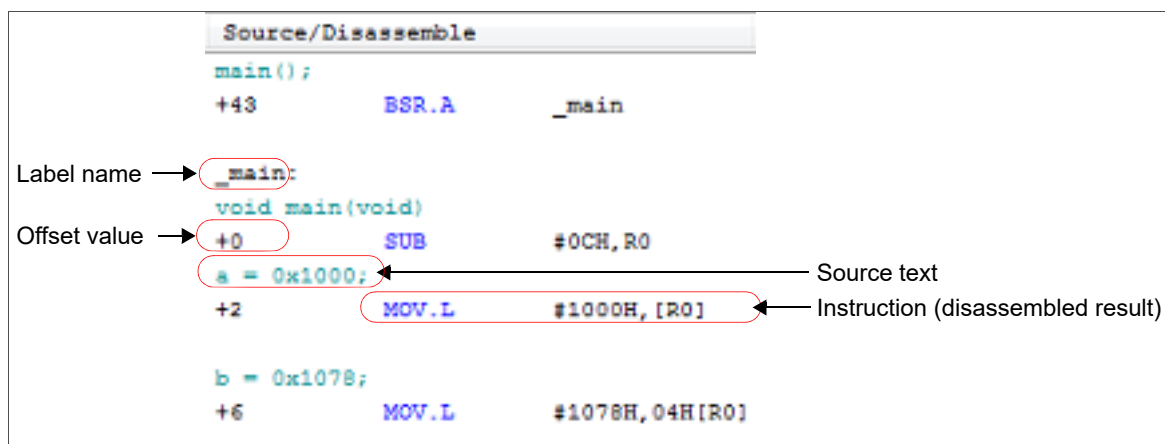 Source/Disassemble
main();
+43 BSR.A _main
Label name _main:
void main(void)
Offset value +0 SUB #0CH,R0
a = 0x1000; Source text
+2 MOV.L #1000H,[R0] Instruction (disassembled result)
b = 0x1078;
+6 MOV.L #1078H,04H[R0]